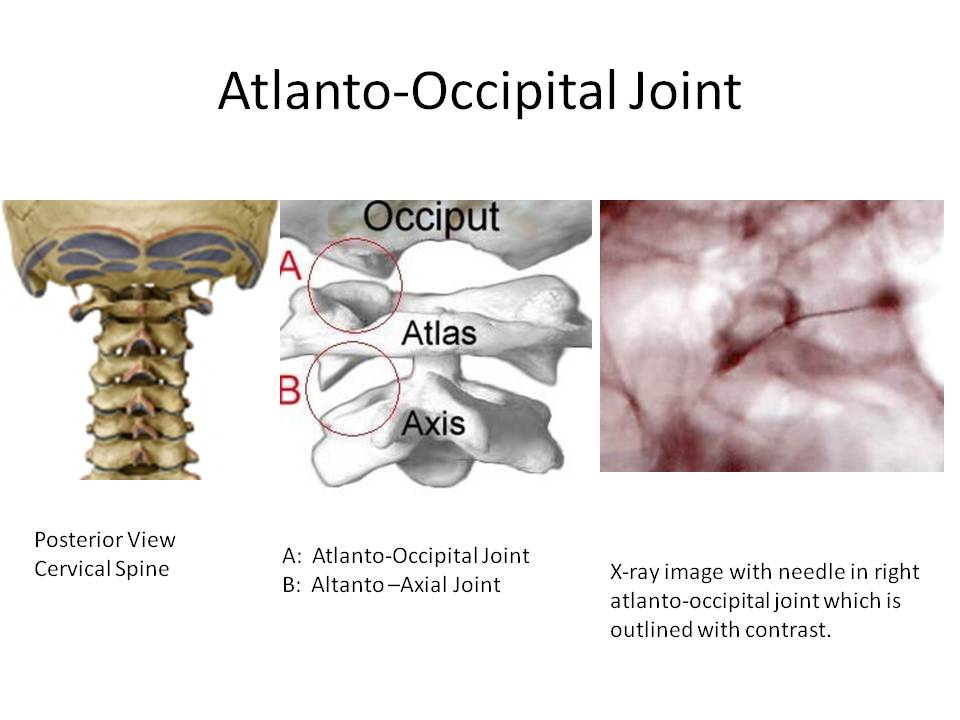 Atlanto-Occipital Joint
Occiput
A
Atlas
B
Axis
Posterior View
Cervical Spine
A:  Atlanto-Occipital Joint
B:  Altanto –Axial Joint
X-ray image with needle in right
atlanto-occipital joint which is
outlined with contrast.